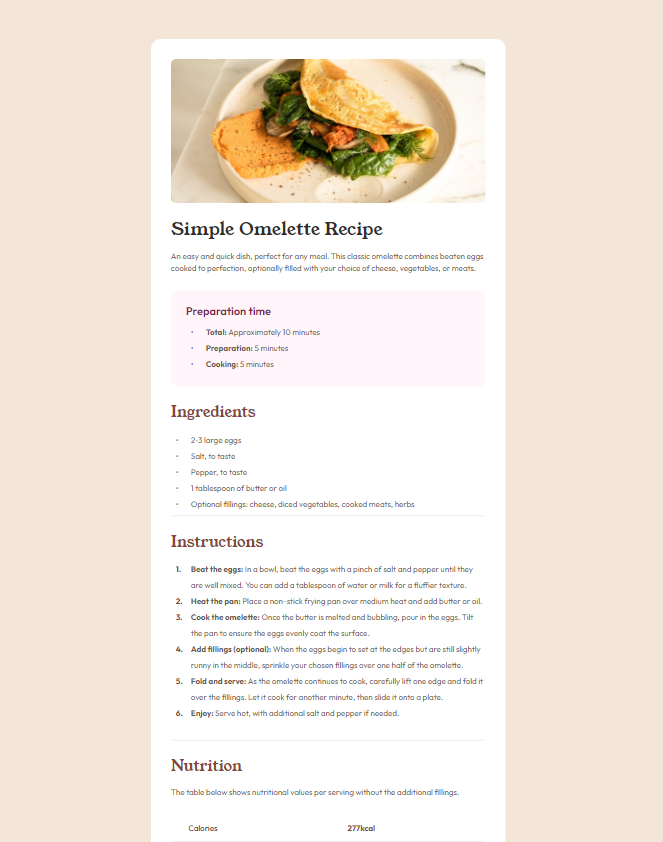 Simple Omelette Recipe
An easy and quick dish, perfect for any meal. This classic omelette combines beaten eggs
cooked to perfection, optionally filled with your choice of cheese, vegetables, or meats.
Preparation time
• Total: Approximately 10 minutes
• Preparation: 5 minutes
• Cooking: 5 minutes
Ingredients
• 2-3 large eggs
• Salt, to taste
• Pepper, to taste
• 1 tablespoon of butter or oil
• Optional fillings: cheese, diced vegetables, cooked meats, herbs
Instructions
1. Beat the eggs: In a bowl, beat the eggs with a pinch of salt and pepper until they
are well mixed. You can add a tablespoon of water or milk for a fluffier texture.
2. Heat the pan: Place a non-stick frying pan over medium heat and add butter or oil.
3. Cook the omelette: Once the butter is melted and bubbling, pour in the eggs. Tilt
the pan to ensure the eggs evenly coat the surface.
4. Add fillings (optional): When the eggs begin to set at the edges but are still slightly
runny in the middle, sprinkle your chosen fillings over one half of the omelette.
5. Fold and serve: As the omelette continues to cook, carefully lift one edge and fold it
over the fillings. Let it cook for another minute, then slide it onto a plate.
6. Enjoy: Serve hot, with additional salt and pepper if needed.
Nutrition
The table below shows nutritional values per serving without the additional fillings.
Calories 277kcal